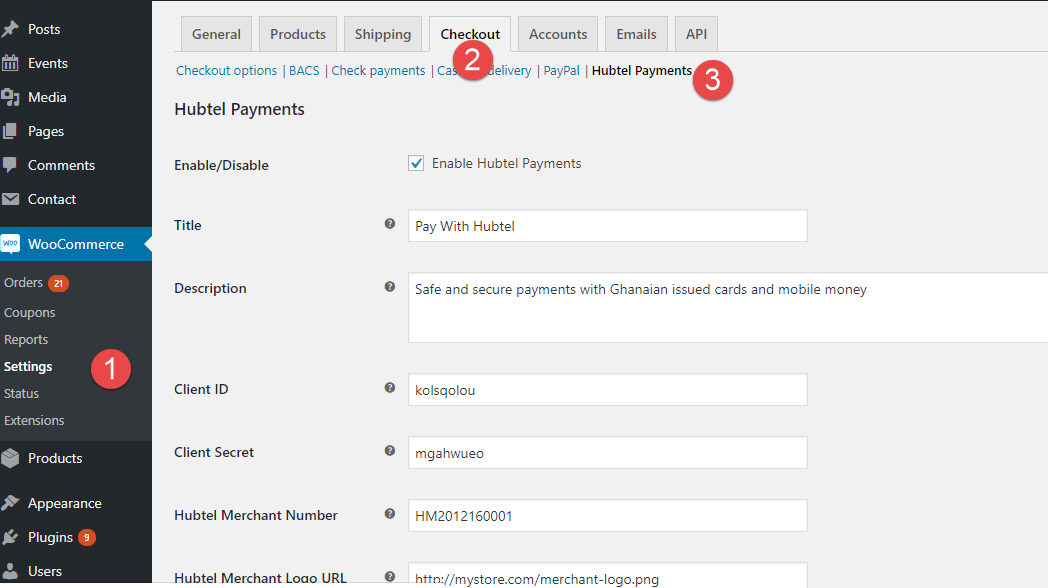 Posts
Events
Media
Pages
Comments
Contact
Woo WooCommerce
Orders 21
Coupons
Reports
Settings 1
Status
Extensions
Products
Appearance
Plugins 9
Users
General Products Shipping Checkout Accounts Emails API
2
Checkout options | BACS | Check payments | Cas delivery | PayPal | Hubtel Payments 3
Hubtel Payments
Enable/Disable Enable Hubtel Payments
Title ? Pay With Hubtel
Description ? Safe and secure payments with Ghanaian issued cards and mobile money
Client ID ? kolsqolou
Client Secret ? mgahwueo
Hubtel Merchant Number ? HM2012160001
Hubtel Merchant Logo URL ? http://mystore.com/merchant-logo.png